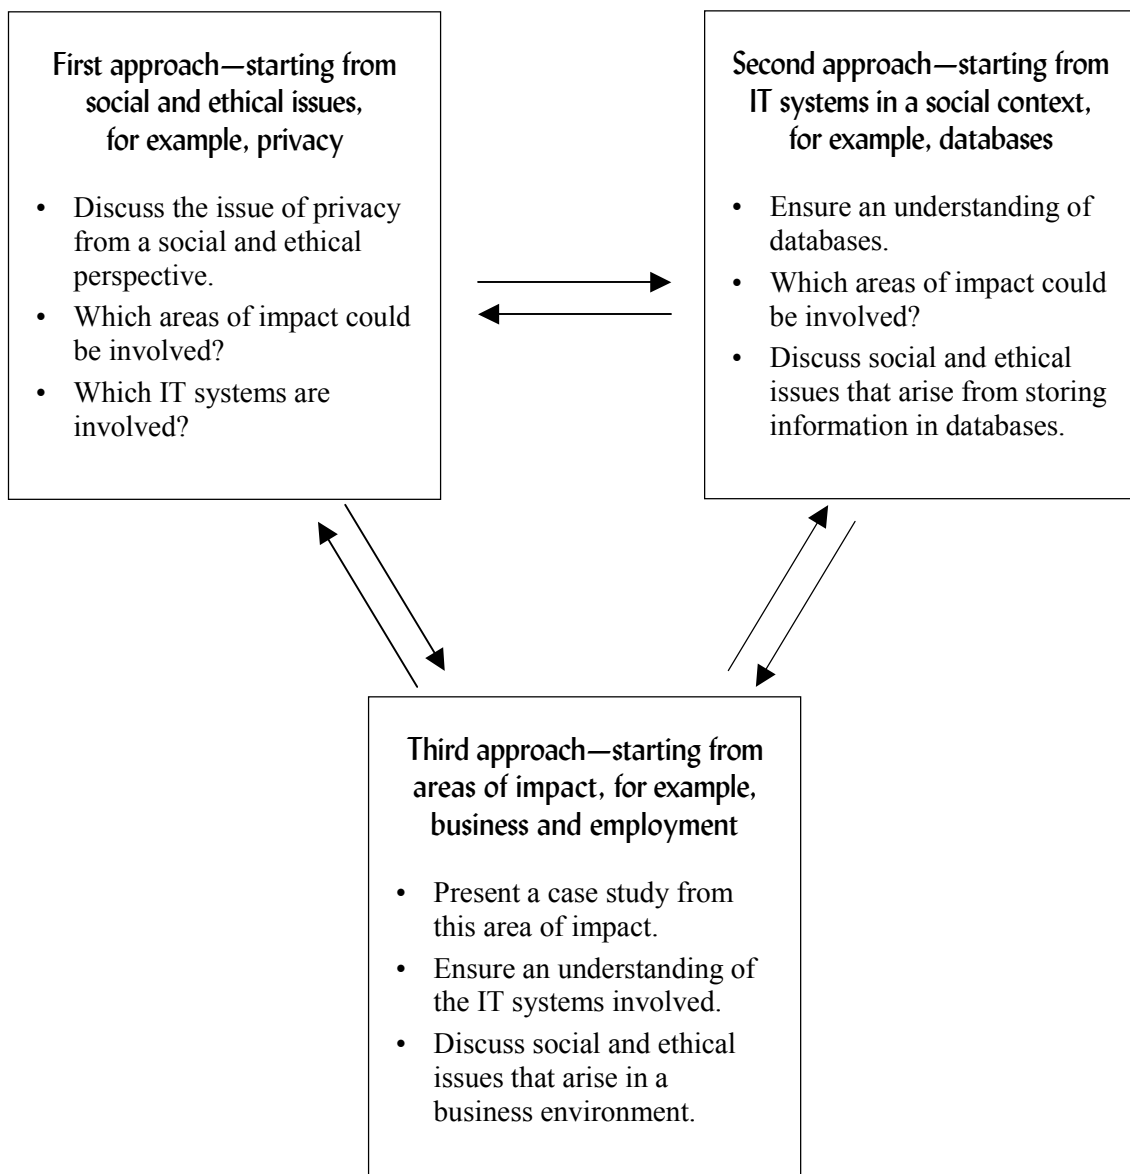 First approach—starting from
social and ethical issues,
for example, privacy
• Discuss the issue of privacy
from a social and ethical
perspective.
• Which areas of impact could
be involved?
• Which IT systems are
involved?
Second approach—starting from
IT systems in a social context,
for example, databases
• Ensure an understanding of
databases.
• Which areas of impact could
be involved?
• Discuss social and ethical
issues that arise from storing
information in databases.
Third approach—starting from
areas of impact, for example,
business and employment
• Present a case study from
this area of impact.
• Ensure an understanding of
the IT systems involved.
• Discuss social and ethical
issues that arise in a
business environment.